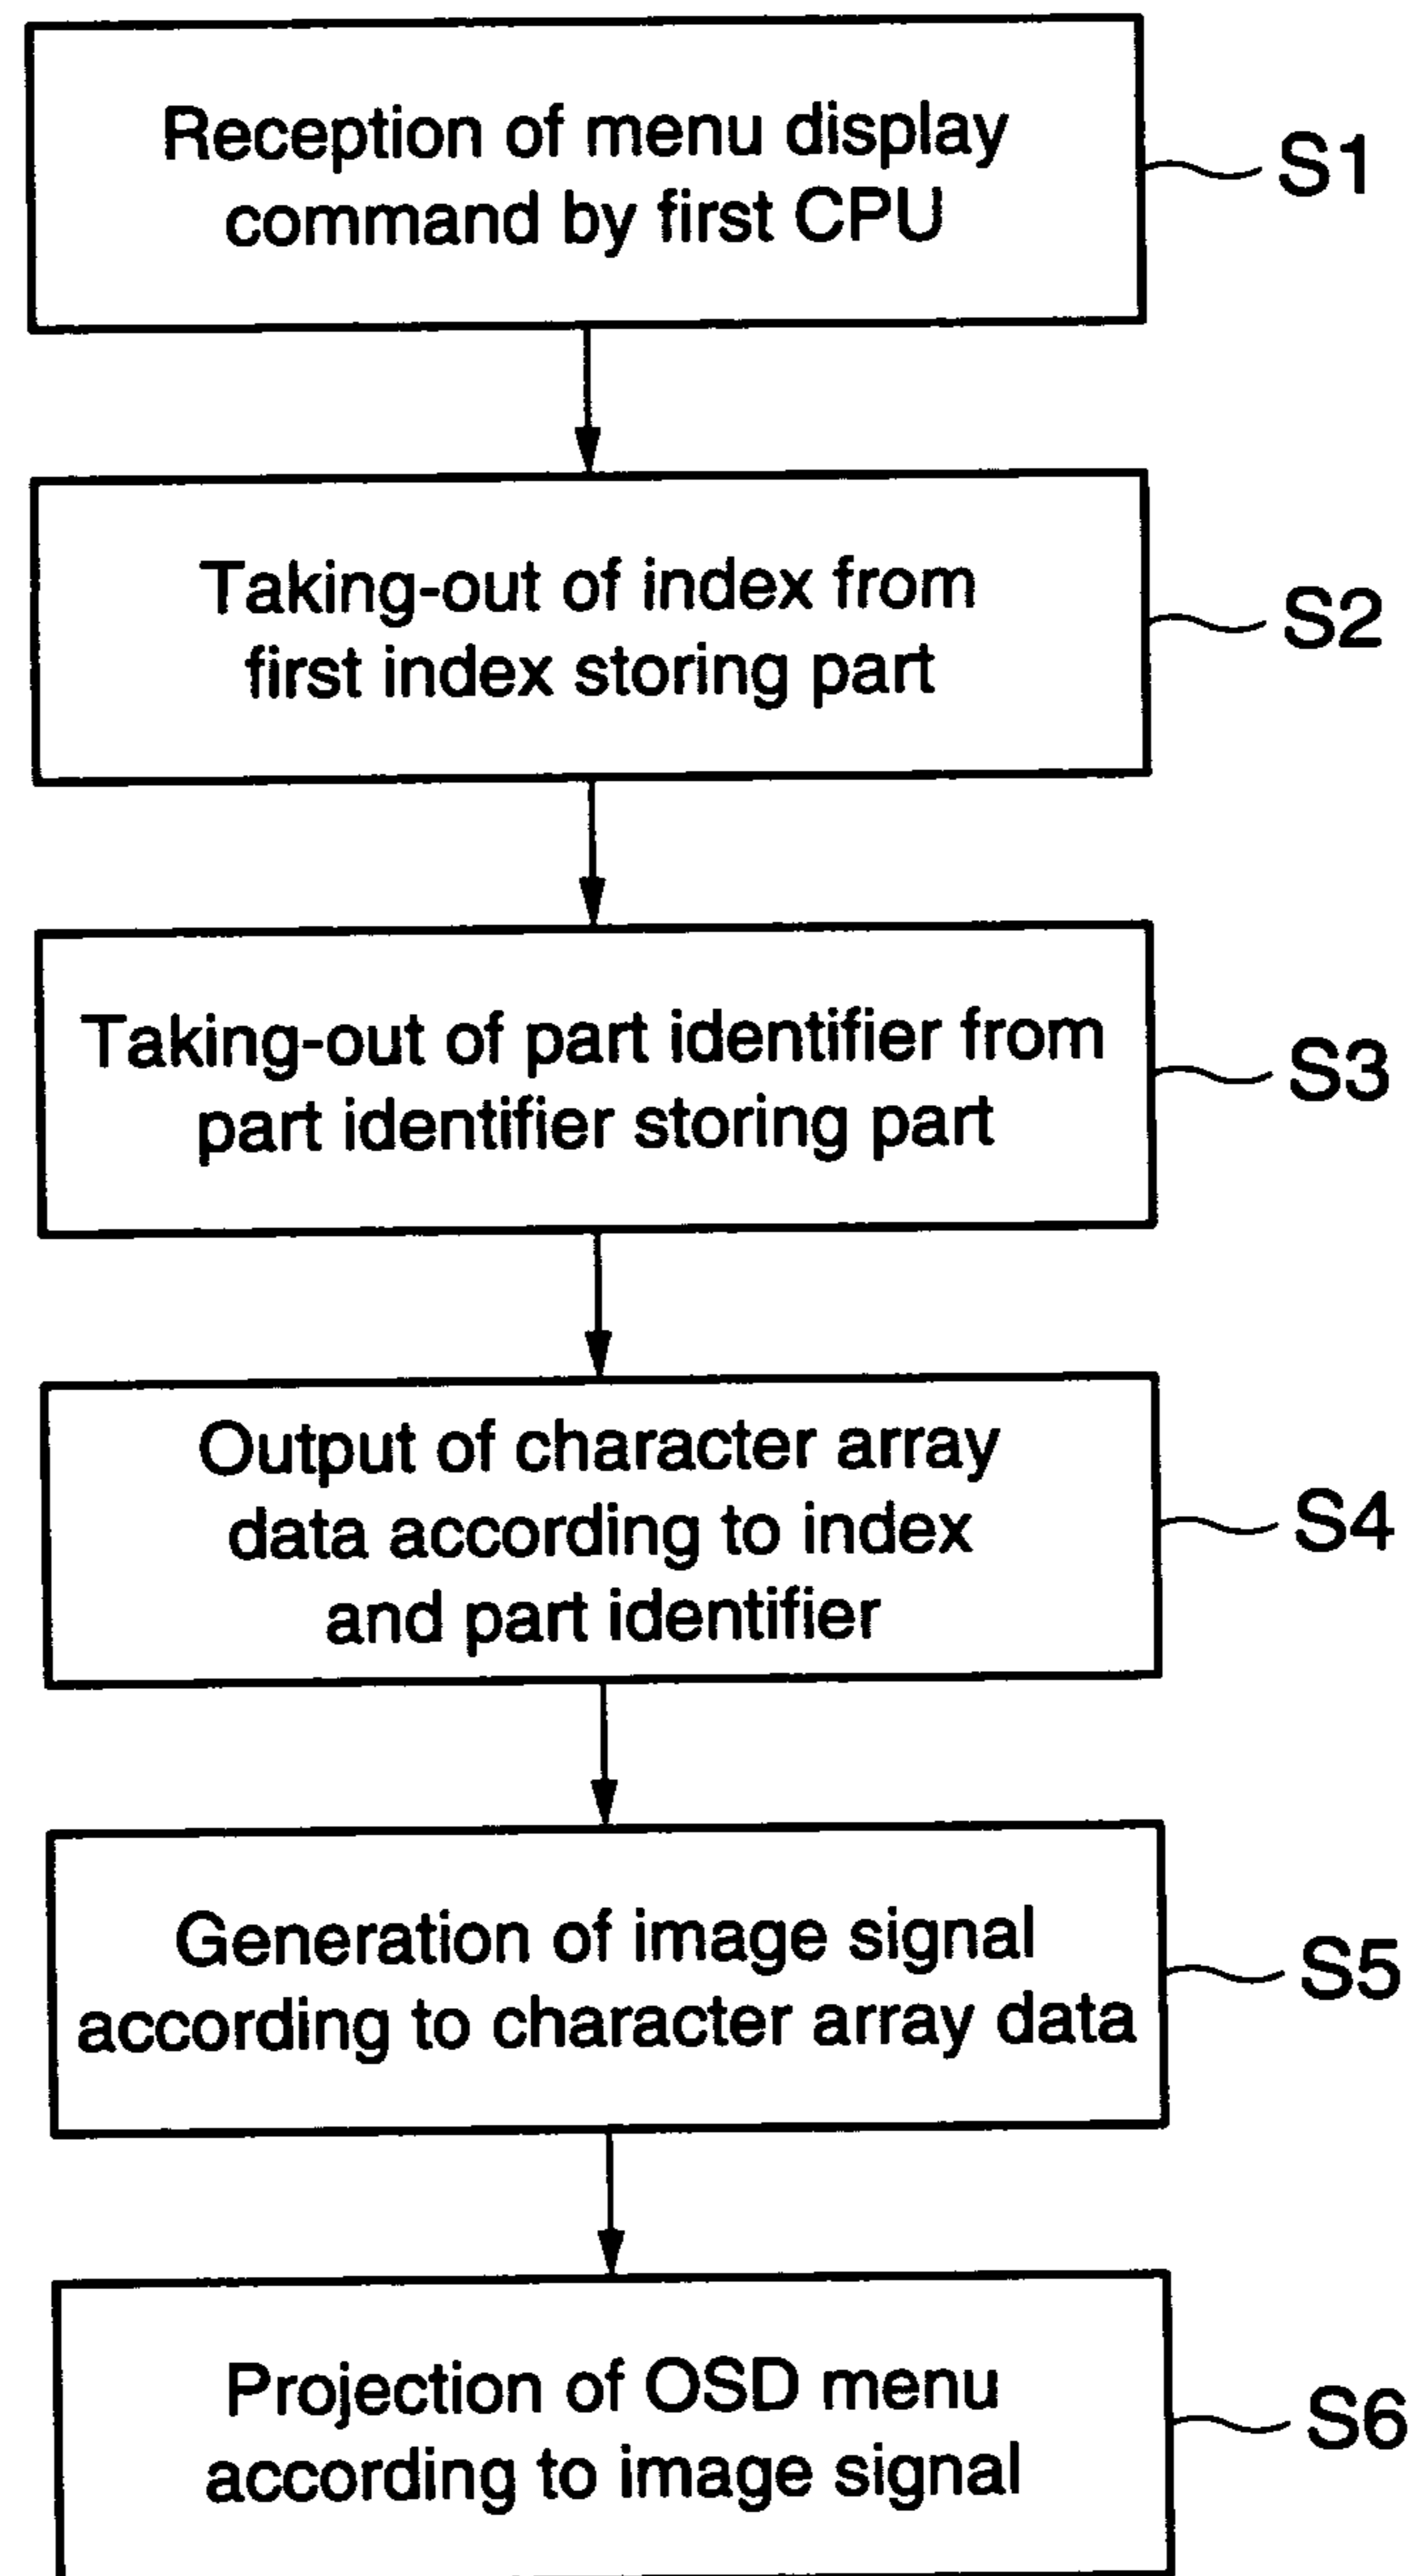 Reception of menu display
command by first CPU
S1
Taking-out of index from
first index storing part
S2
Taking-out of part identifier from
part identifier storing part
S3
Output of character array
data according to index
and part identifier
S4
Generation of image signal
according to character array data
S5
Projection of OSD menu
according to image signal
S6